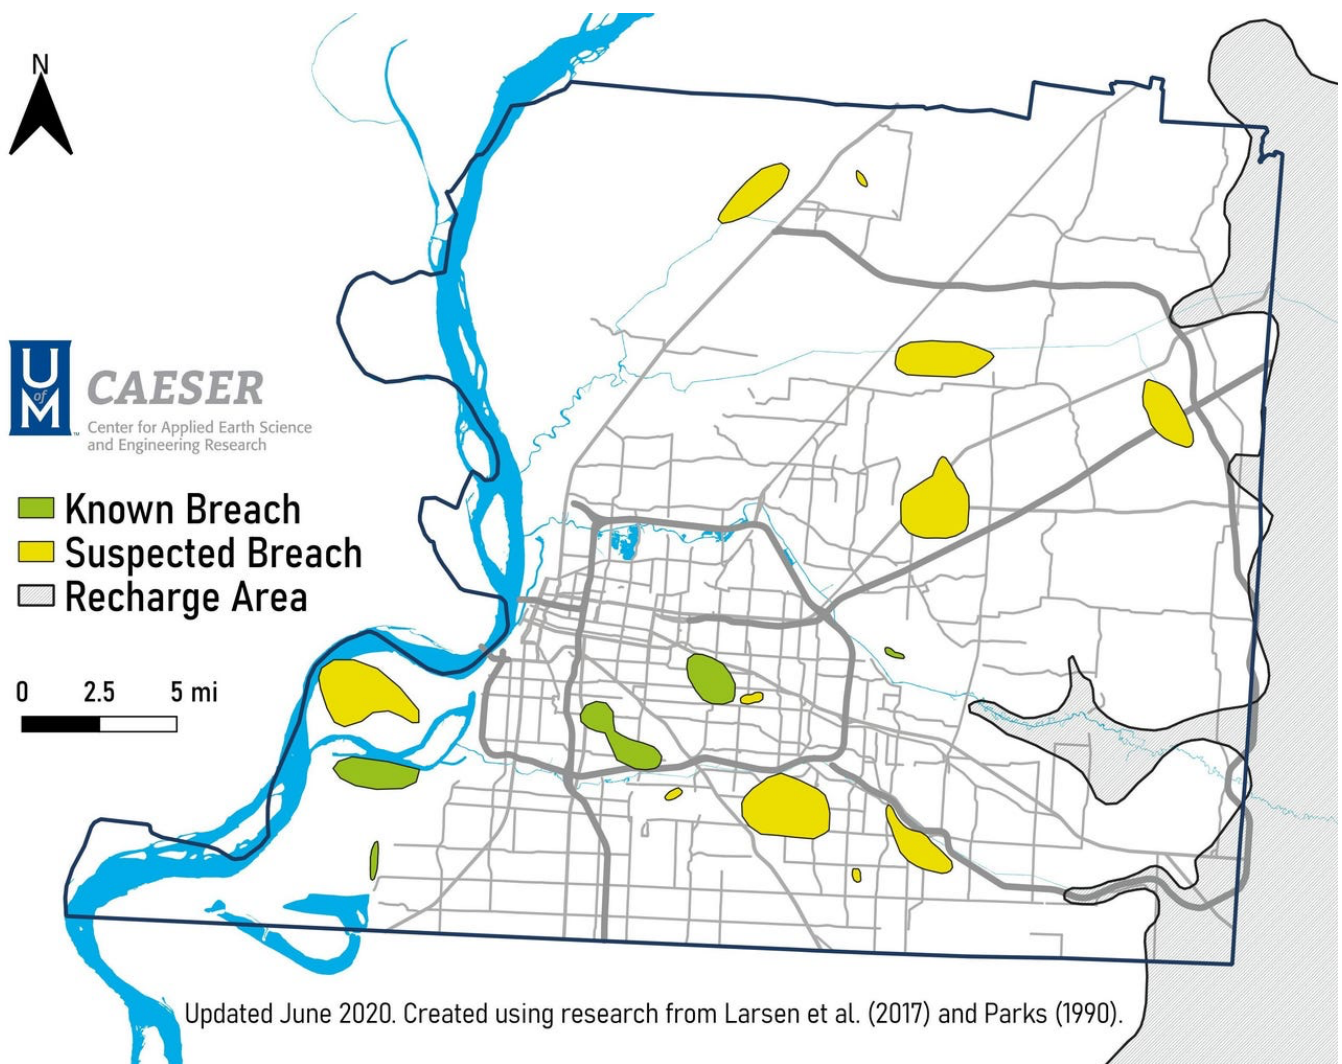 N
U
of
M
TM
CAESER
Center for Applied Earth Science
and Engineering Research
Known Breach
Suspected Breach
Recharge Area
0 2.5 5 mi
Updated June 2020. Created using research from Larsen et al. (2017) and Parks (1990).